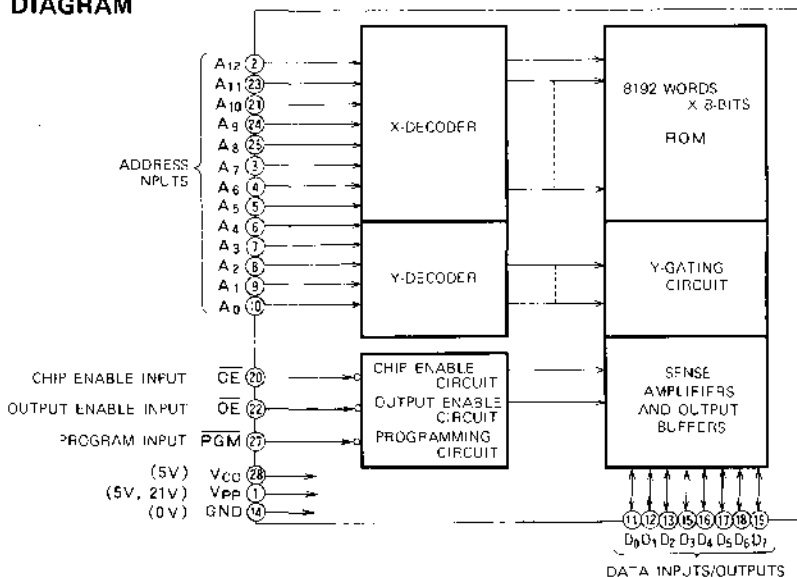 DIAGRAM
A12 2
A11 23
A10 21
A9 24
A8 25
A7 3
A6 4
A5 5
A4 6
A3 7
A2 8
A1 9
A0 10
ADDRESS
NPUTS
X-DECODER
Y-DECODER
8192 WORDS
X 8-BITS
ROM
Y-GATING
CIRCUIT
CHIP ENABLE INPUT CE 20
OUTPUT ENABLE INPUT OE 22
PROGRAM INPUT PGM 27
CHIP ENABLE
CIRCUIT
OUTPUT ENABLE
CIRCUIT
PROGRAMMING
CIRCUIT
SENSE
AMPLIFIERS
AND OUTPUT
BUFFERS
(5V) VCC 28
(5V, 21V) VPP 1
(0V) GND 14
11 12 13 15 16 17 18 19
D0 D1 D2 D3 D4 D5 D6 D7
DATA INPUTS/OUTPUTS